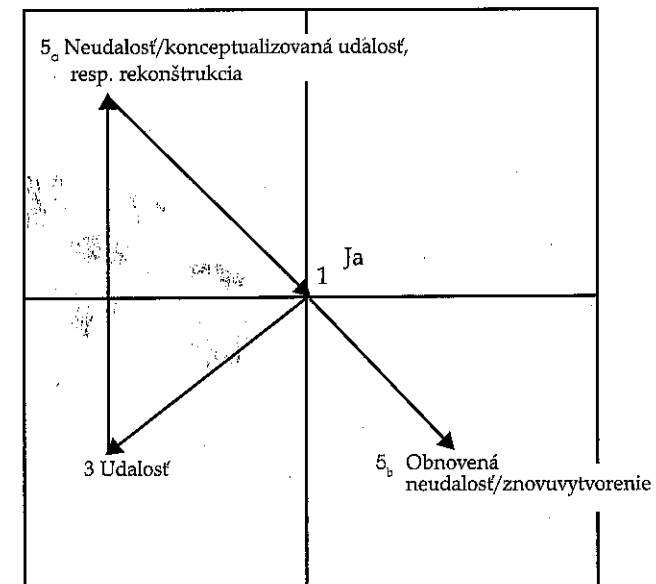 5a Neudalosť/konceptualizovaná udalosť,
resp. rekonštrukcia
Ja
1
3 Udalosť
5b Obnovená
neudalosť/znovuvytvorenie